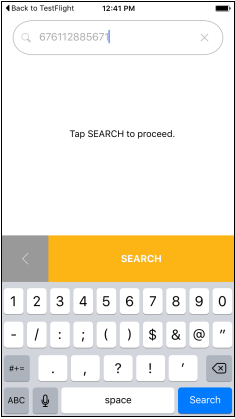 Back to TestFlight 12:41 PM
676112885671
Tap SEARCH to proceed.
SEARCH
1 2 3 4 5 6 7 8 9 0
- / : ; ( ) $ & @ "
#+= . , ? ! '
ABC space Search